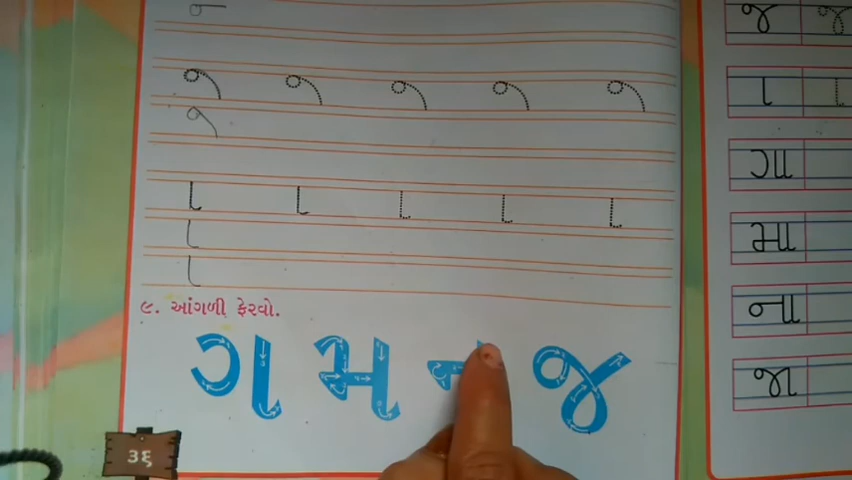 ૯. આંગળી ફેરવો.
ગ મ ન જ
૩૬
જ જ
ગા
મા
ના
જા